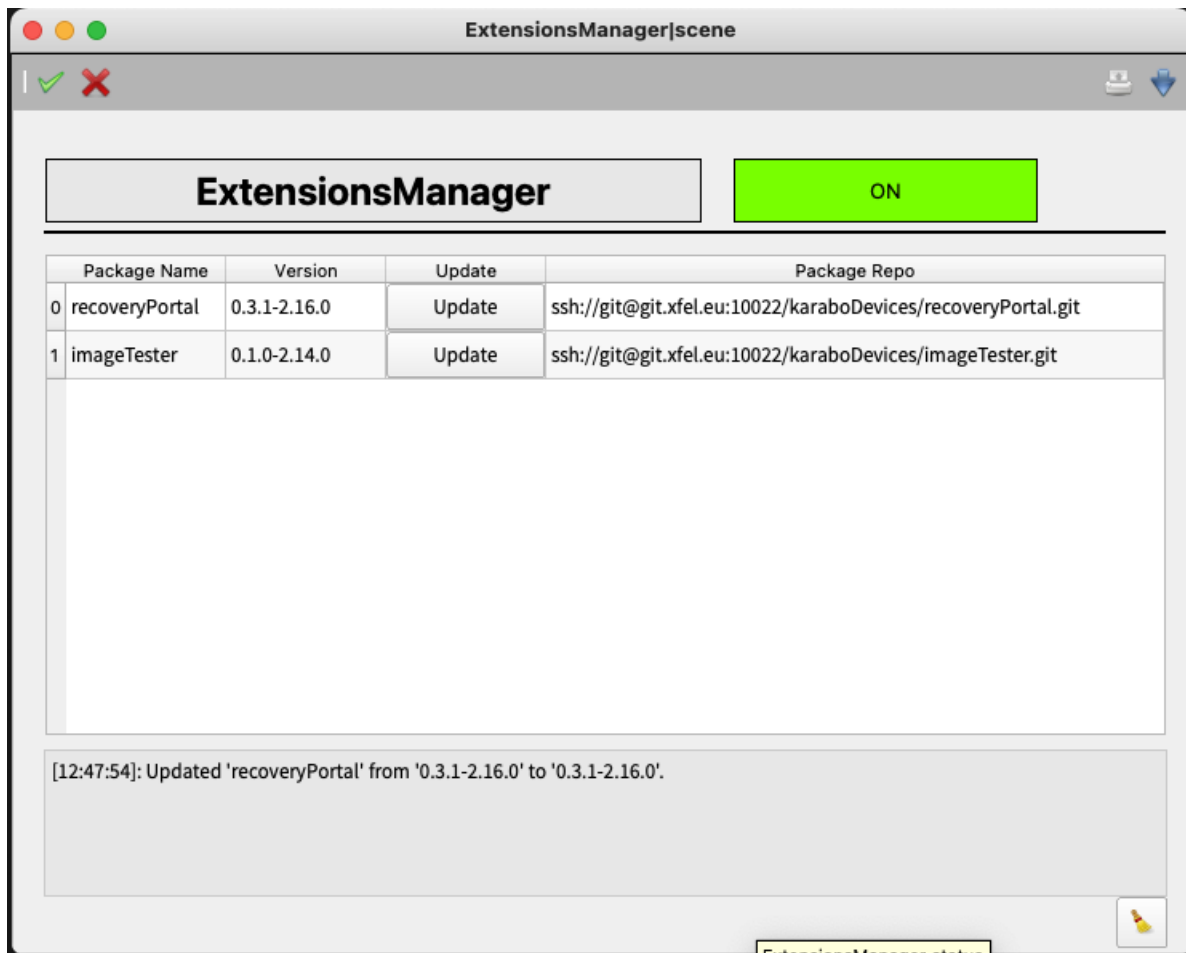 ExtensionsManager|scene
ExtensionsManager
ON
Package Name Version Update Package Repo
0 recoveryPortal 0.3.1-2.16.0 Update ssh://git@git.xfel.eu:10022/karaboDevices/recoveryPortal.git
1 imageTester 0.1.0-2.14.0 Update ssh://git@git.xfel.eu:10022/karaboDevices/imageTester.git
[12:47:54]: Updated 'recoveryPortal' from '0.3.1-2.16.0' to '0.3.1-2.16.0'.
ExtensionsManager.status